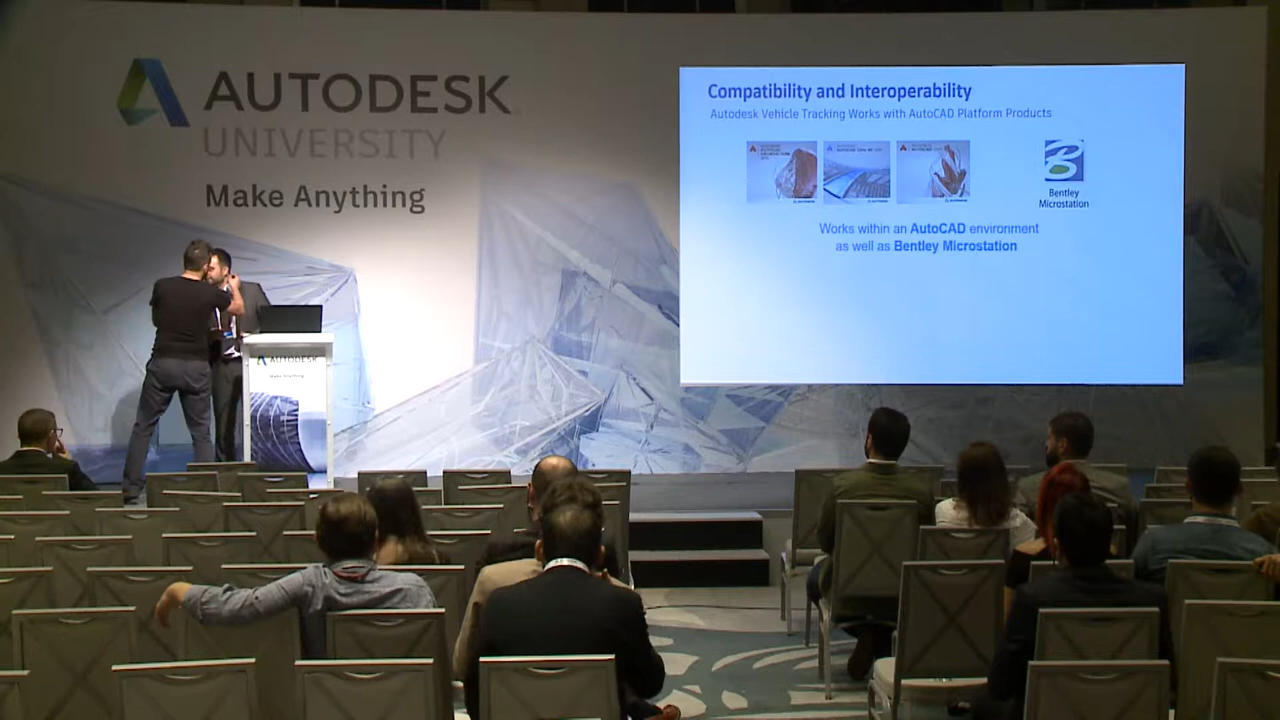 AUTODESK
UNIVERSITY
Make Anything
Compatibility and Interoperability
Autodesk Vehicle Tracking Works with AutoCAD Platform Products
Bentley
Microstation
Works within an AutoCAD environment
as well as Bentley Microstation
AUTODESK
Make Anything